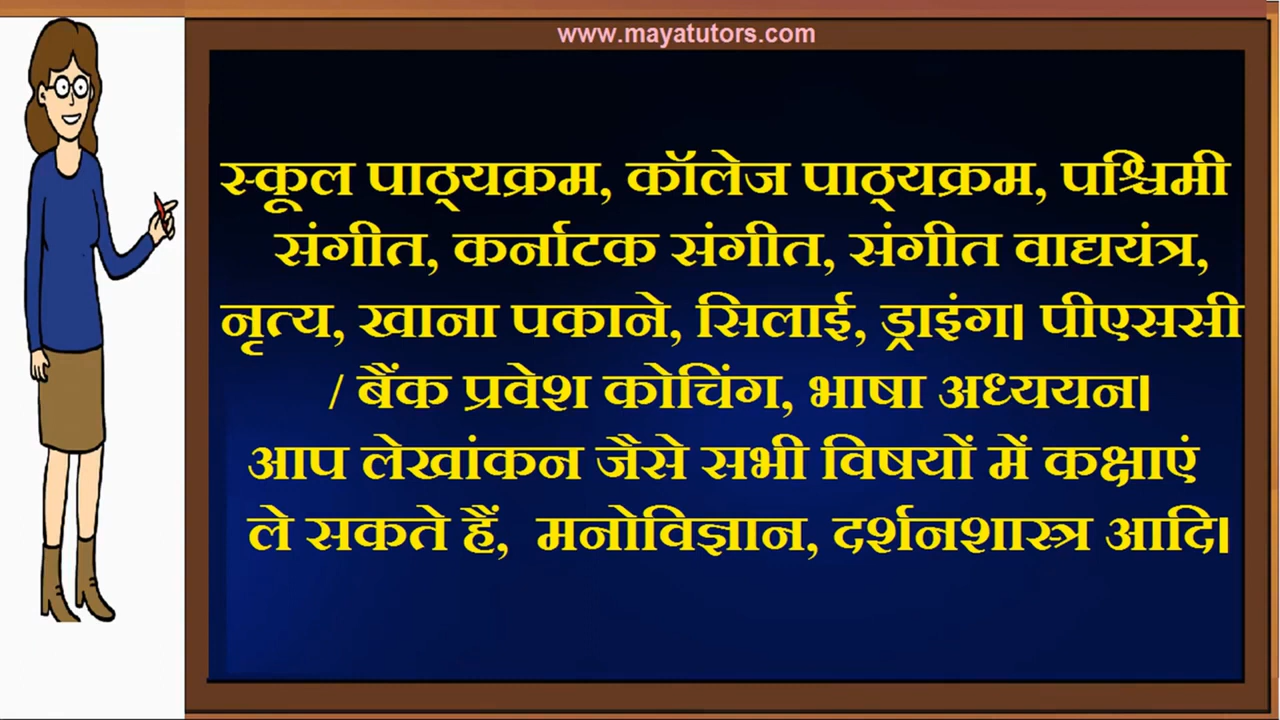 www.mayatutors.com
स्कूल पाठ्यक्रम, कॉलेज पाठ्यक्रम, पश्चिमी
संगीत, कर्नाटक संगीत, संगीत वाद्ययंत्र,
नृत्य, खाना पकाने, सिलाई, ड्राइंग। पीएससी
/ बैंक प्रवेश कोचिंग, भाषा अध्ययन।
आप लेखांकन जैसे सभी विषयों में कक्षाएं
ले सकते हैं, मनोविज्ञान, दर्शनशास्त्र आदि।